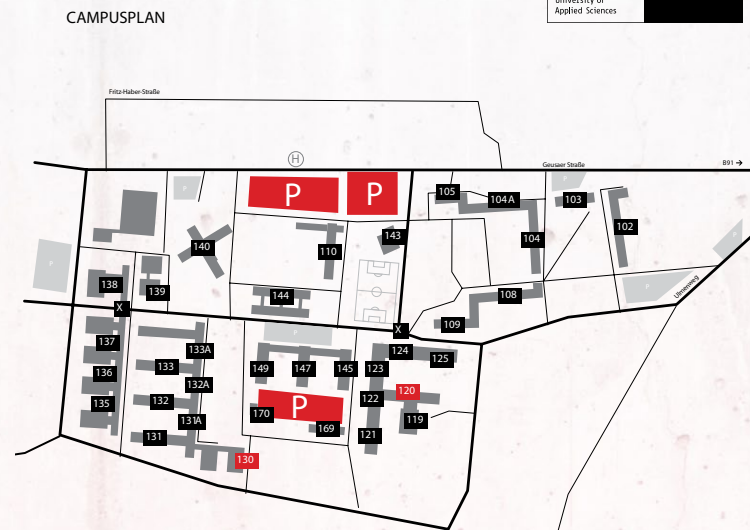 University of
Applied Sciences
CAMPUSPLAN
Fritz-Haber-Straße
H
Geusaer Straße
B91 →
P
P
P
P
105
104A
103
102
140
110
143
104
P
P
138
139
144
108
P
Ulmenweg
X
109
X
P
137
133A
124
125
136
133
149
147
145
123
132A
120
135
132
170
P
122
131A
169
119
131
121
130